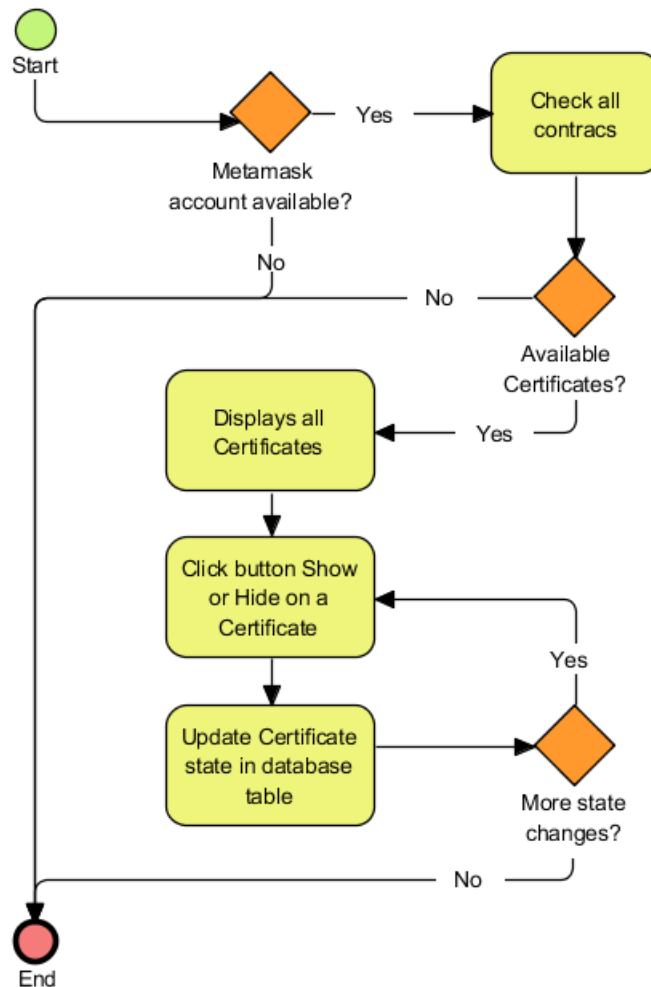 Start
Yes
Check all
contracs
Metamask
account available?
No
No
Available
Certificates?
Displays all
Certificates
Yes
Click button Show
or Hide on a
Certificate
Yes
Update Certificate
state in database
table
More state
changes?
No
End